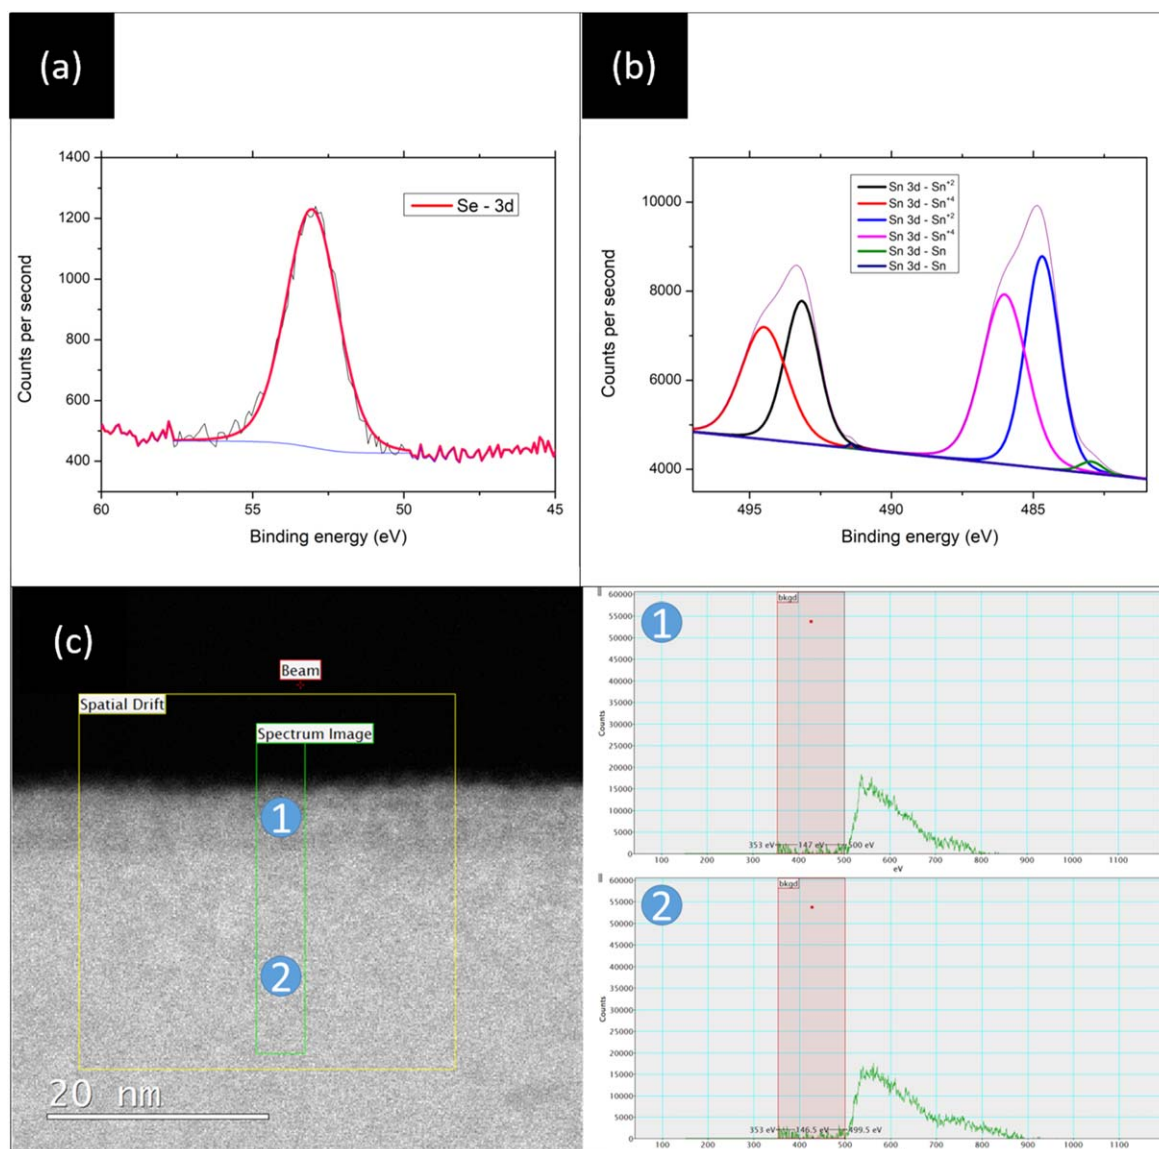 (a)
1400
1200
1000
800
600
400
60
55
50
45
Counts per second
Binding energy (eV)
Se - 3d
(b)
10000
8000
6000
4000
495
490
485
Counts per second
Binding energy (eV)
Sn 3d - Sn+2
Sn 3d - Sn+4
Sn 3d - Sn+2
Sn 3d - Sn+4
Sn 3d - Sn
Sn 3d - Sn
(c)
Beam
Spatial Drift
Spectrum Image
1
2
20 nm
1
bkgd
60000
55000
50000
45000
40000
35000
30000
25000
20000
15000
10000
5000
0
Counts
353 eV 147 eV 500 eV
100 200 300 400 500 600 700 800 900 1000 1100
eV
2
bkgd
60000
55000
50000
45000
40000
35000
30000
25000
20000
15000
10000
5000
0
Counts
353 eV 146.5 eV 499.5 eV
100 200 300 400 500 600 700 800 900 1000 1100